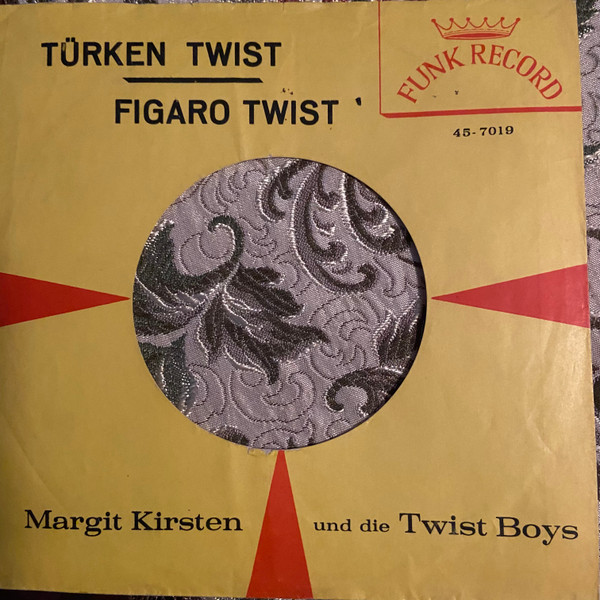 TÜRKEN TWIST
FIGARO TWIST
FUNK RECORD
45-7019
Margit Kirsten und die Twist Boys